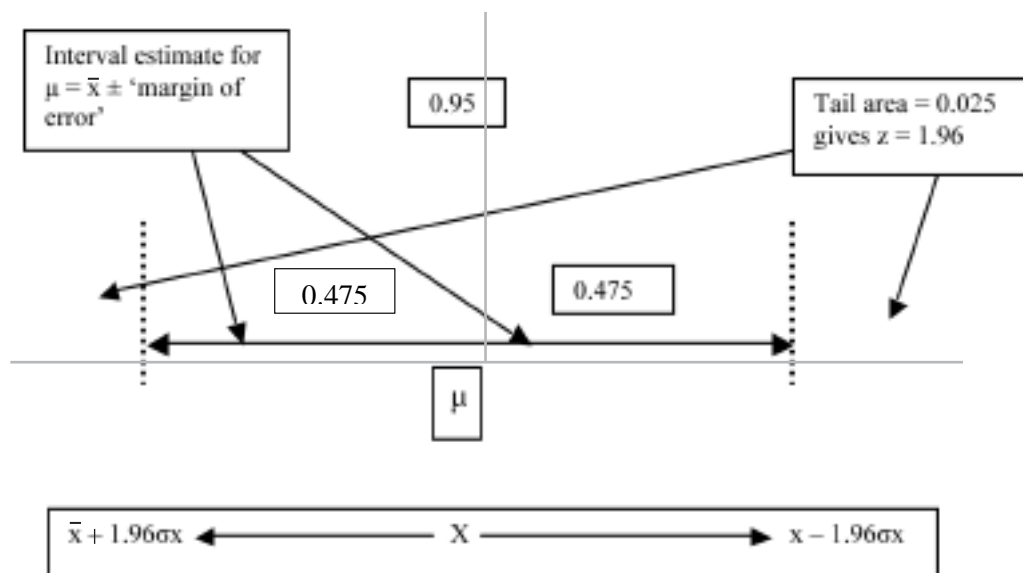 Interval estimate for
μ = x̄ ± ‘margin of
error’
0.95
Tail area = 0.025
gives z = 1.96
0.475
0.475
μ
x̄ + 1.96σx X x – 1.96σx